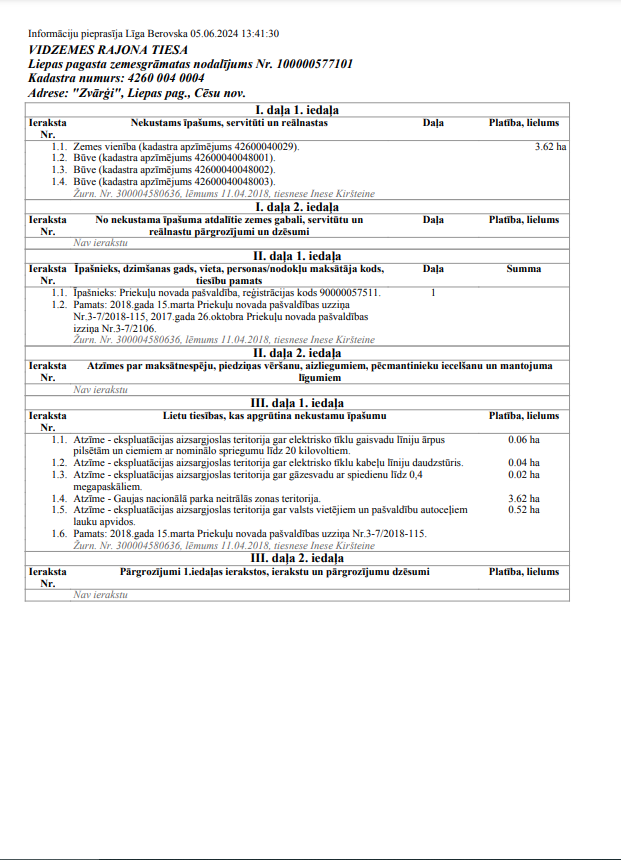 Informāciju pieprasīja Līga Berovska 05.06.2024 13:41:30
VIDZEMES RAJONA TIESA
Liepas pagasta zemesgrāmatas nodalījums Nr. 100000577101
Kadastra numurs: 4260 004 0004
Adrese: "Zvārģi", Liepas pag., Cēsu nov.
I. daļa 1. iedaļa
Ieraksta Nekustams īpašums, servitūti un reālnastas Daļa Platība, lielums
Nr.
1.1. Zemes vienība (kadastra apzīmējums 42600040029). 3.62 ha
1.2. Būve (kadastra apzīmējums 42600040048001).
1.3. Būve (kadastra apzīmējums 42600040048002).
1.4. Būve (kadastra apzīmējums 42600040048003).
Žurn. Nr. 300004580636, lēmums 11.04.2018, tiesnese Inese Kiršteine
I. daļa 2. iedaļa
Ieraksta No nekustama īpašuma atdalītie zemes gabali, servitūtu un Daļa Platība, lielums
Nr. reālnastu pārgrozījumi un dzēsumi
Nav ierakstu
II. daļa 1. iedaļa
Ieraksta Īpašnieks, dzimšanas gads, vieta, personas/nodokļu maksātāja kods, Daļa Summa
Nr. tiesību pamats
1.1. Īpašnieks: Priekuļu novada pašvaldība, reģistrācijas kods 90000057511. 1
1.2. Pamats: 2018.gada 15.marta Priekuļu novada pašvaldības uzziņa
Nr.3-7/2018-115, 2017.gada 26.oktobra Priekuļu novada pašvaldības
izziņa Nr.3-7/2106.
Žurn. Nr. 300004580636, lēmums 11.04.2018, tiesnese Inese Kiršteine
II. daļa 2. iedaļa
Ieraksta Atzīmes par maksātnespēju, piedziņas vēršanu, aizliegumiem, pēcmantinieku iecelšanu un mantojuma
Nr. līgumiem
Nav ierakstu
III. daļa 1. iedaļa
Ieraksta Lietu tiesības, kas apgrūtina nekustamu īpašumu Platība, lielums
Nr.
1.1. Atzīme - ekspluatācijas aizsargjoslas teritorija gar elektrisko tīklu gaisvadu līniju ārpus 0.06 ha
pilsētām un ciemiem ar nominālo spriegumu līdz 20 kilovoltiem.
1.2. Atzīme - ekspluatācijas aizsargjoslas teritorija gar elektrisko tīklu kabeļu līniju daudzstūris. 0.04 ha
1.3. Atzīme - ekspluatācijas aizsargjoslas teritorija gar gāzesvadu ar spiedienu līdz 0,4 0.02 ha
megapaskāliem.
1.4. Atzīme - Gaujas nacionālā parka neitrālās zonas teritorija. 3.62 ha
1.5. Atzīme - ekspluatācijas aizsargjoslas teritorija gar valsts vietējiem un pašvaldību autoceļiem 0.52 ha
lauku apvidos.
1.6. Pamats: 2018.gada 15.marta Priekuļu novada pašvaldības uzziņa Nr.3-7/2018-115.
Žurn. Nr. 300004580636, lēmums 11.04.2018, tiesnese Inese Kiršteine
III. daļa 2. iedaļa
Ieraksta Pārgrozījumi 1.iedaļas ierakstos, ierakstu un pārgrozījumu dzēsumi Platība, lielums
Nr.
Nav ierakstu